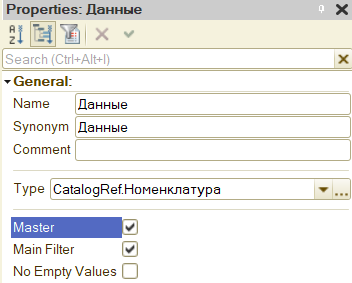 Properties: Данные
Search (Ctrl+Alt+I)
General:
Name Данные
Synonym Данные
Comment
Type CatalogRef.Номенклатура
Master
Main Filter
No Empty Values